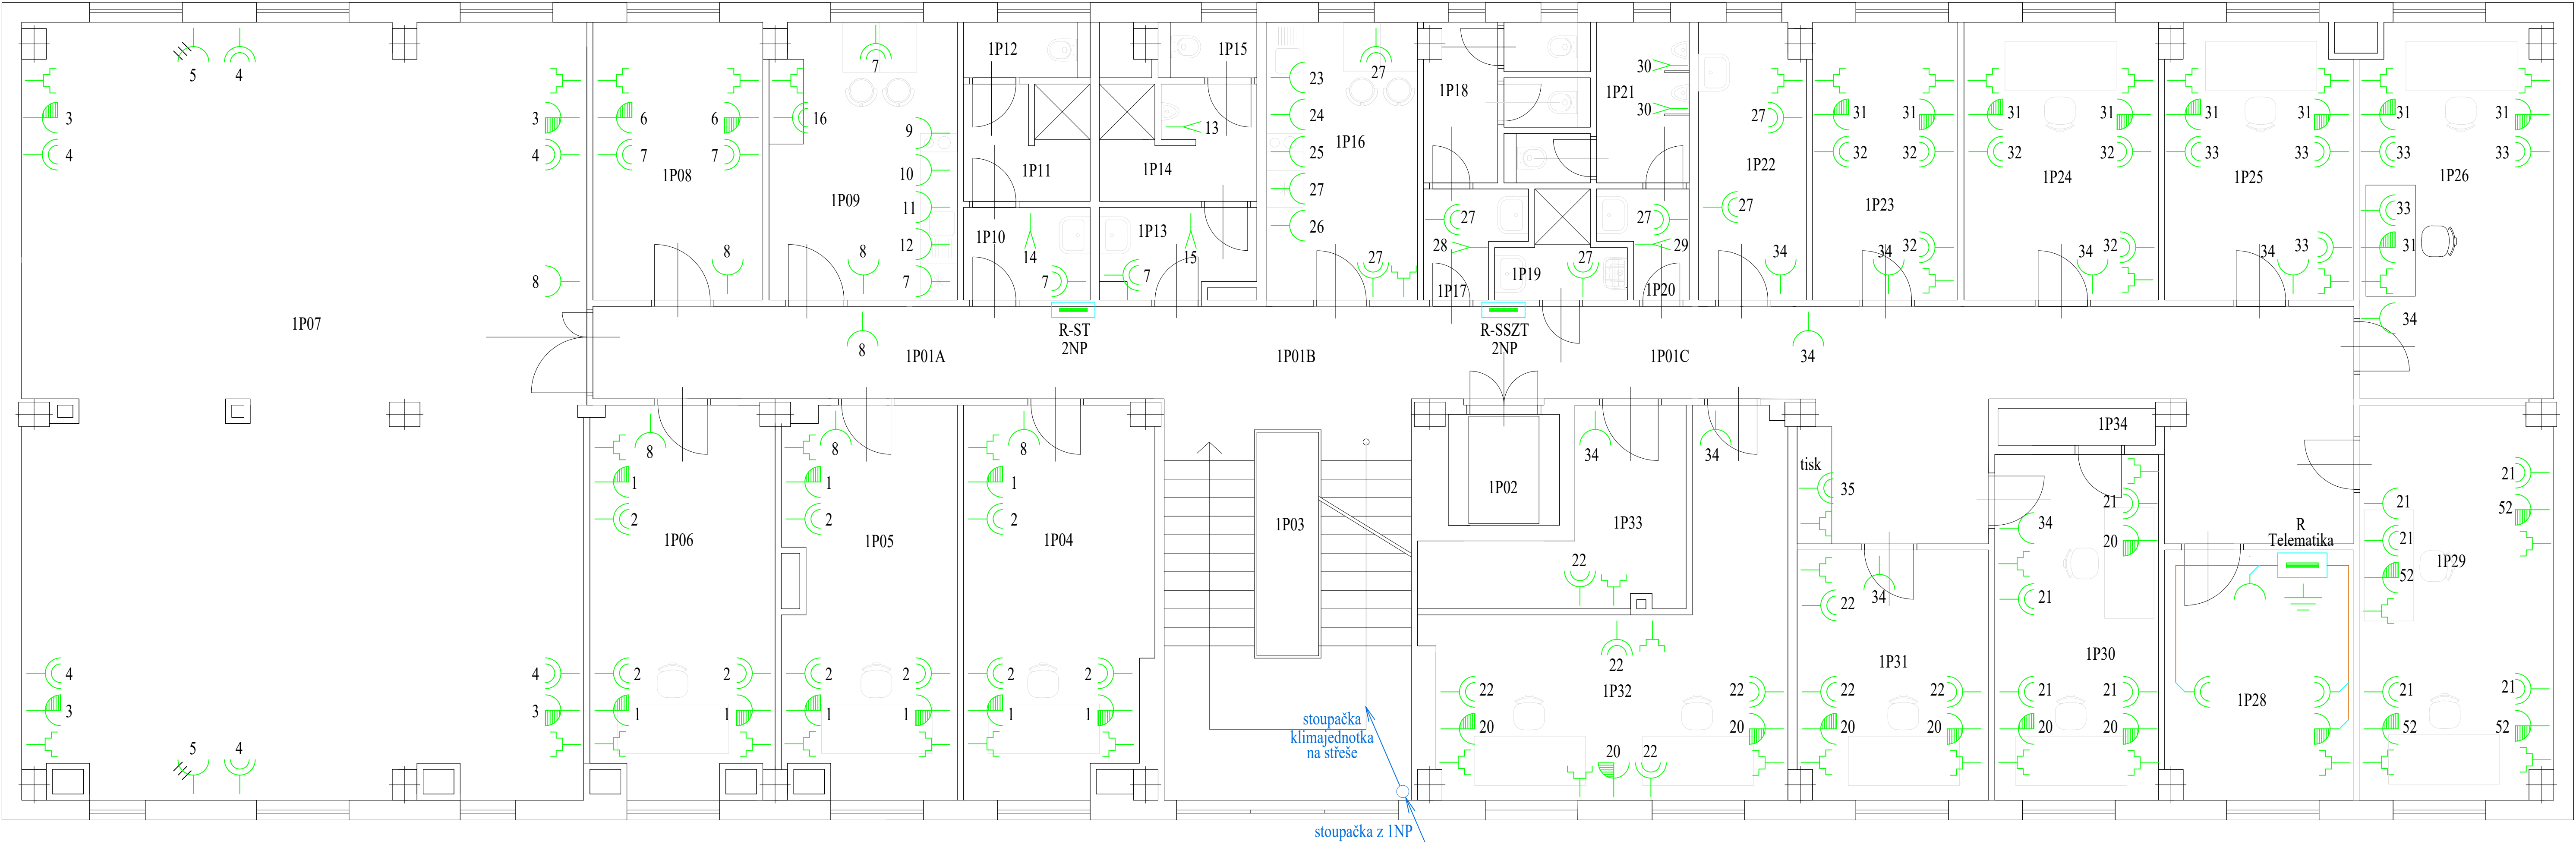 5 4
7
27
1P12
1P15
23
30
3 3 6 6 16 9 13 24 1P18 1P21 30 27 31 31 31 31 31 31 31 31
4 4 7 7 1P16 25 1P22 32 32 32 32 33 33 33 33
1P08 10 1P11 1P14 1P23 1P24 1P25 1P26
1P09 11 27 27 27 27 33
1P10 1P13 26 28 29 32 32 33 31
8 8 8 12 14 15 27 27 34 34 34 34
7 7 7 1P17 1P19 1P20
34
1P07
8
1P01A
R-ST
2NP
1P01B
R-SSZT
2NP
1P01C
34
8 8 8 34 34 1P34
tisk
1 1 1 1P02 35 21 21 21
2 2 2 1P03 1P33 34 20 52
1P06 1P05 1P04
R
Telematika
21
22 34 22 21 52 1P29
4 4 2 2 2 2 2 2 22 1P31 1P30
3 3 1 1 1 1 1 1 22 1P32 22 22 22 21 21 1P28 21 21
20 20 20 20 20 20 52 52
5 4 20 22
stoupačka
klimajednotka
na střeše
stoupačka z 1NP